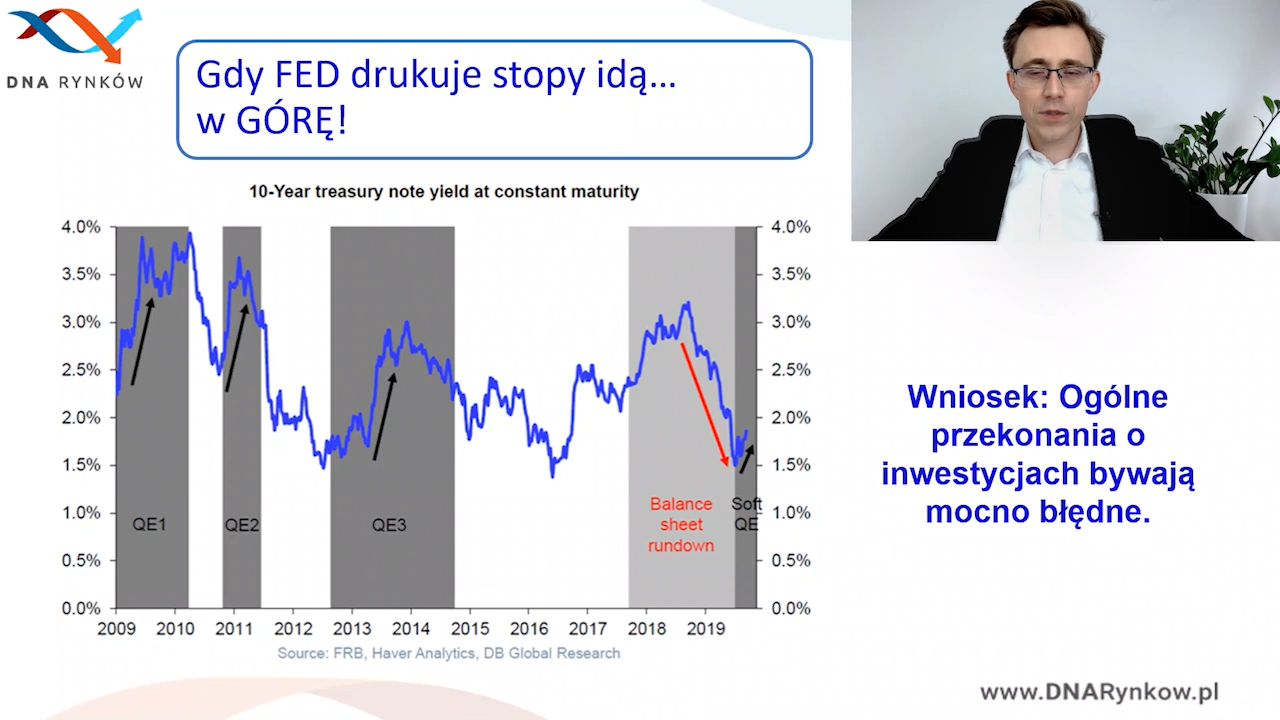 DNA RYNKÓW
Gdy FED drukuje stopy idą...
w GÓRĘ!
10-Year treasury note yield at constant maturity
4.0% 4.0%
3.5% 3.5%
3.0% 3.0%
2.5% 2.5%
2.0% 2.0%
1.5% 1.5%
1.0% 1.0%
0.5% 0.5%
0.0% 0.0%
QE1 QE2 QE3
Balance
sheet
rundown
Soft
QE
2009 2010 2011 2012 2013 2014 2015 2016 2017 2018 2019
Source: FRB, Haver Analytics, DB Global Research
Wniosek: Ogólne
przekonania o
inwestycjach bywają
mocno błędne.
www.DNARynkow.pl